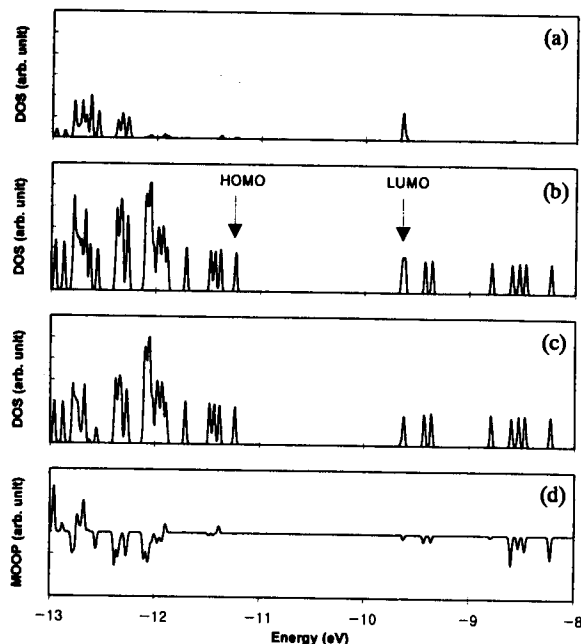 (a)
DOS (arb. unit)
HOMO
LUMO
(b)
DOS (arb. unit)
(c)
DOS (arb. unit)
(d)
MOOP (arb. unit)
−13 −12 −11 −10 −9 −8
Energy (eV)